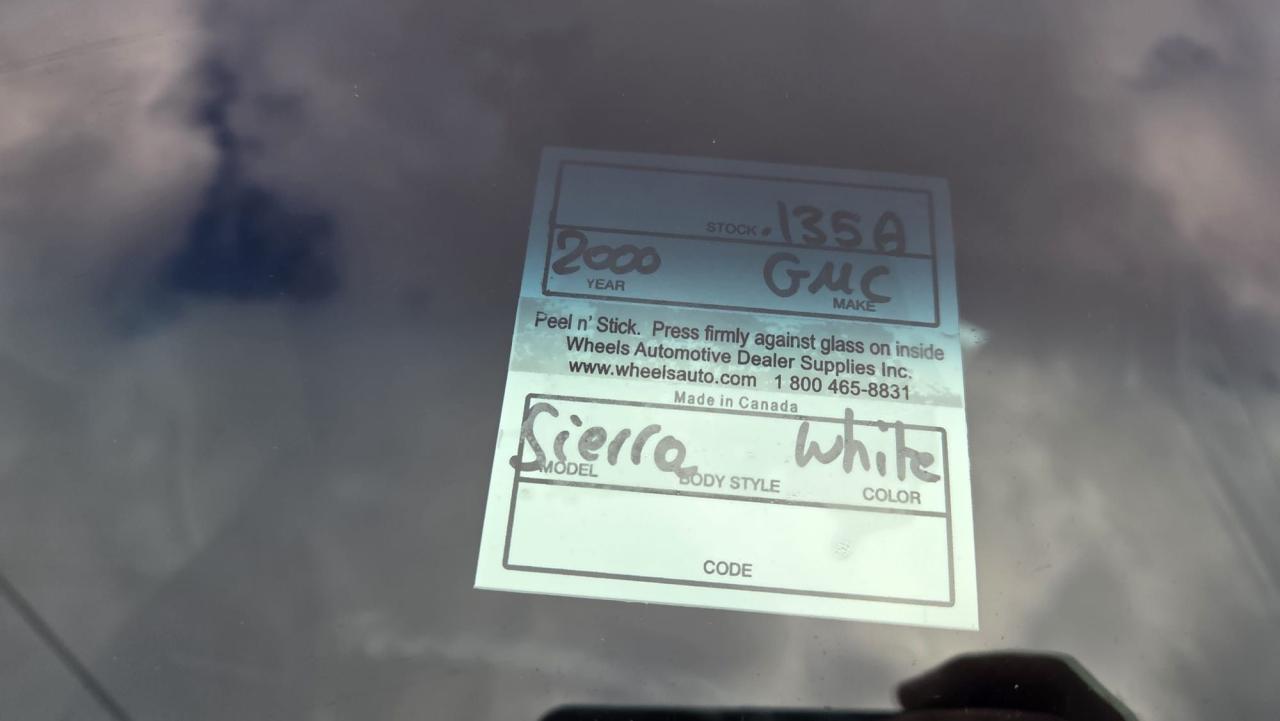 STOCK # 135A
2000 GMC
YEAR MAKE
Peel n' Stick. Press firmly against glass on inside
Wheels Automotive Dealer Supplies Inc.
www.wheelsauto.com 1 800 465-8831
Made in Canada
Sierra White
MODEL BODY STYLE COLOR
CODE